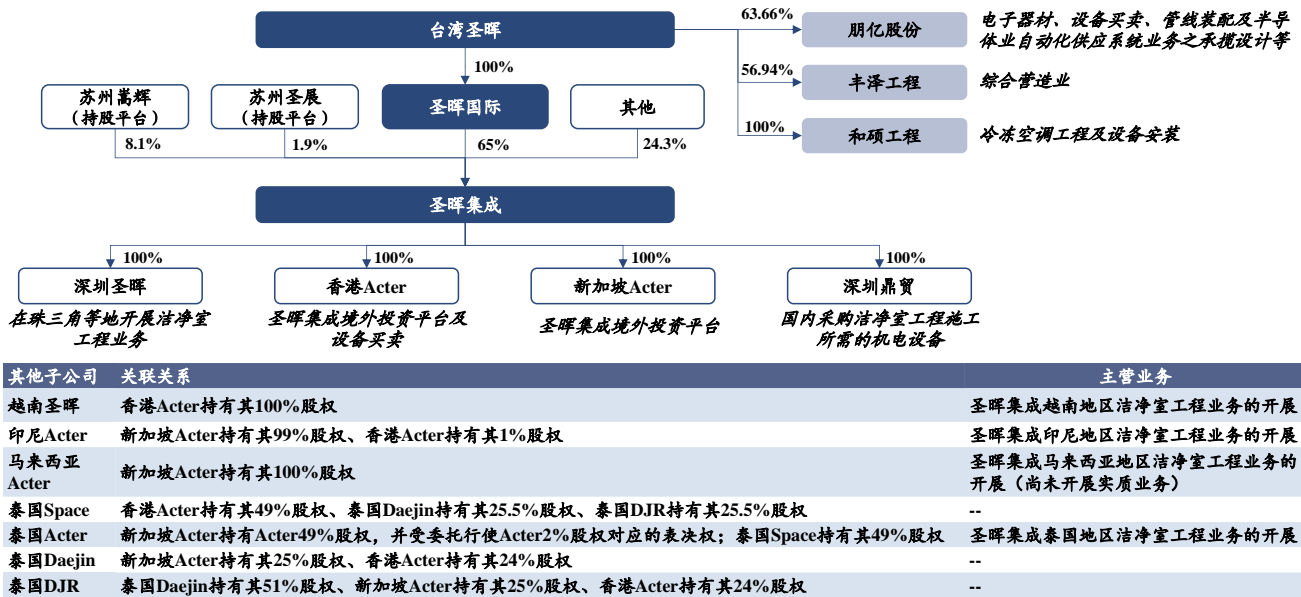 台湾圣晖
63.66%
朋亿股份
电子器材、设备买卖、管线装配及半导
体业自动化供应系统业务之承揽设计等
100%
56.94%
丰泽工程
综合营造业
苏州嵩辉
（持股平台）
苏州圣展
（持股平台）
圣晖国际
其他
100%
和硕工程
冷冻空调工程及设备安装
8.1%
1.9%
65%
24.3%
圣晖集成
100%
100%
100%
100%
深圳圣晖
香港Acter
新加坡Acter
深圳鼎贸
在珠三角等地开展洁净室
工程业务
圣晖集成境外投资平台及
设备买卖
圣晖集成境外投资平台
国内采购洁净室工程施工
所需的机电设备
其他子公司 关联关系 主营业务
越南圣晖 香港Acter持有其100%股权 圣晖集成越南地区洁净室工程业务的开展
印尼Acter 新加坡Acter持有其99%股权、香港Acter持有其1%股权 圣晖集成印尼地区洁净室工程业务的开展
马来西亚
Acter
新加坡Acter持有其100%股权
圣晖集成马来西亚地区洁净室工程业务的
开展（尚未开展实质业务）
泰国Space 香港Acter持有其49%股权、泰国Daejin持有其25.5%股权、泰国DJR持有其25.5%股权 --
泰国Acter 新加坡Acter持有Acter49%股权，并受委托行使Acter2%股权对应的表决权；泰国Space持有其49%股权 圣晖集成泰国地区洁净室工程业务的开展
泰国Daejin 新加坡Acter持有其25%股权、香港Acter持有其24%股权 --
泰国DJR 泰国Daejin持有其51%股权、新加坡Acter持有其25%股权、香港Acter持有其24%股权 --